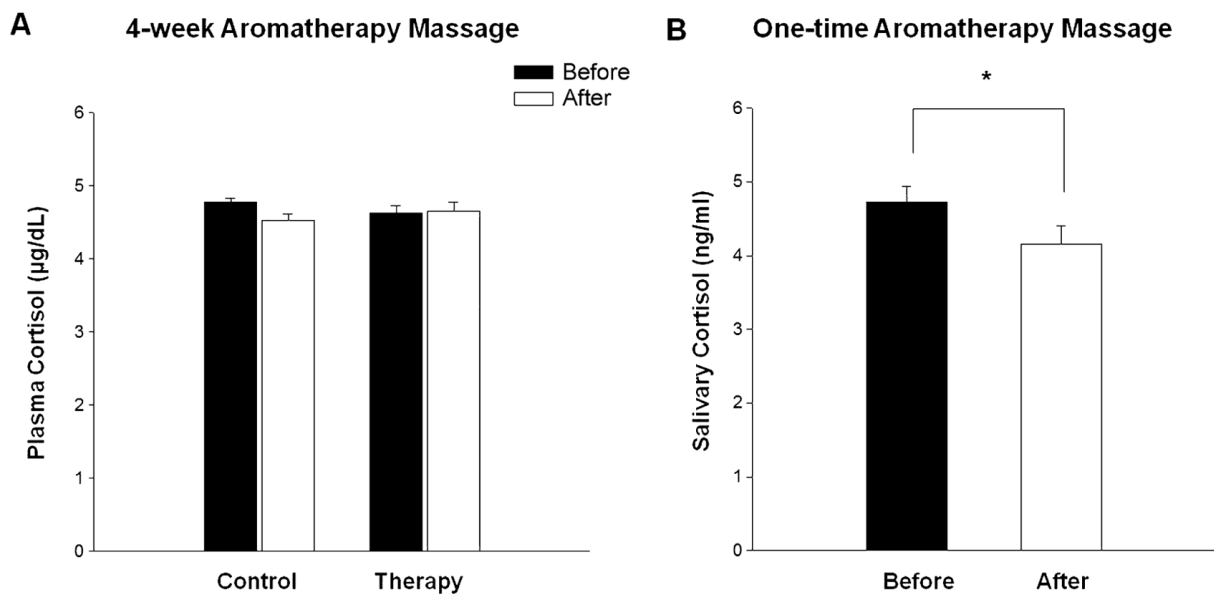 A
4-week Aromatherapy Massage
Before
After
6
5
4
3
2
1
0
Plasma Cortisol (µg/dL)
Control
Therapy
B
One-time Aromatherapy Massage
*
6
5
4
3
2
1
0
Salivary Cortisol (ng/ml)
Before
After